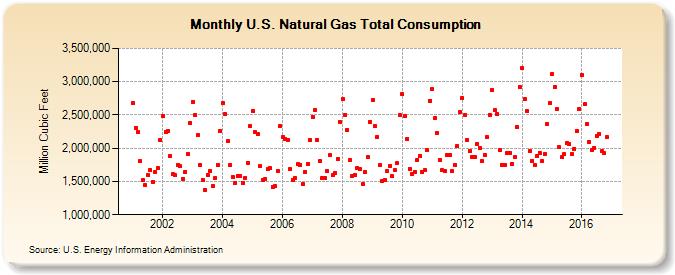 Monthly U.S. Natural Gas Total Consumption
Million Cubic Feet
3,500,000
3,000,000
2,500,000
2,000,000
1,500,000
1,000,000
2002 2004 2006 2008 2010 2012 2014 2016
Source: U.S. Energy Information Administration